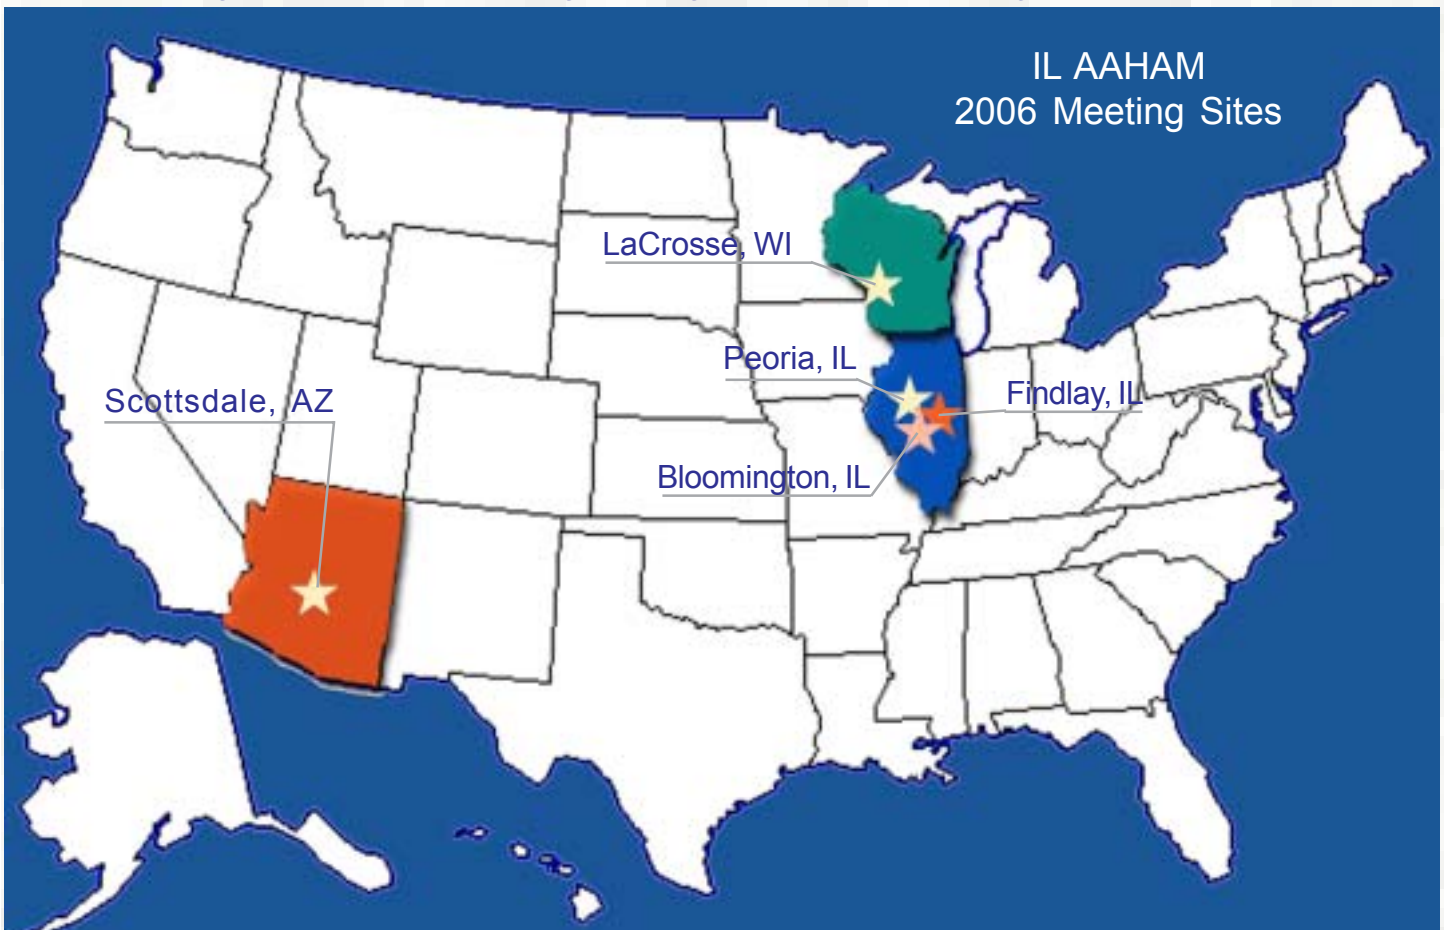 IL AAHAM
2006 Meeting Sites
LaCrosse, WI
Peoria, IL
Scottsdale, AZ
Findlay, IL
Bloomington, IL